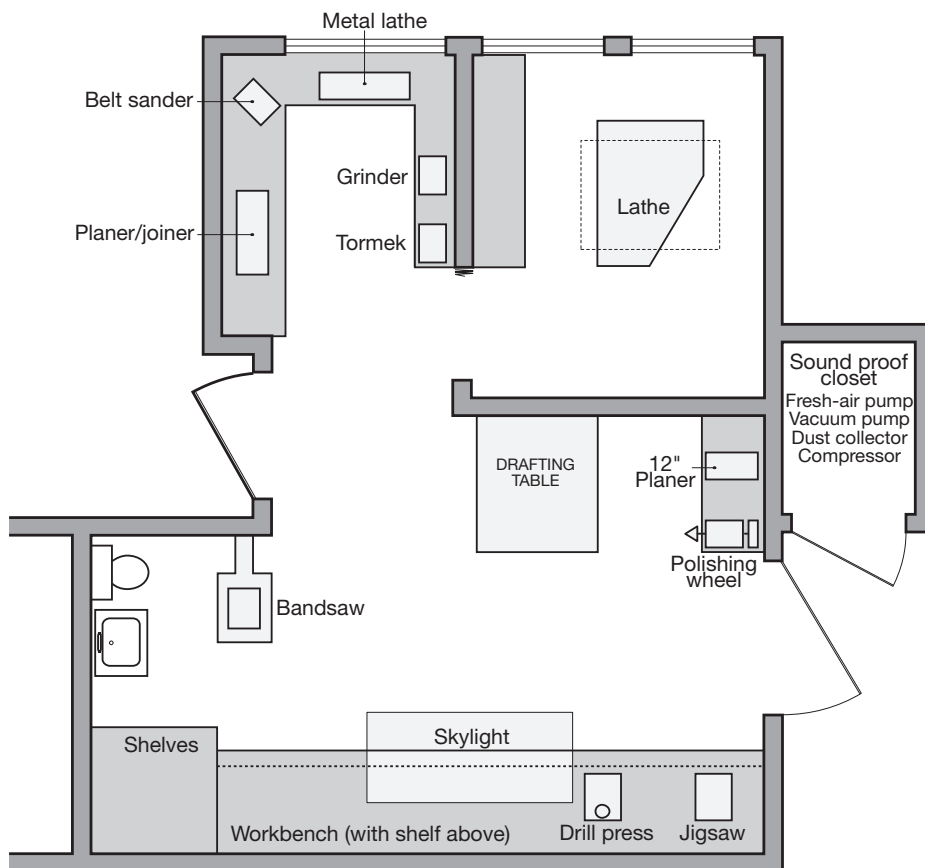 Metal lathe
Belt sander
Grinder
Lathe
Planer/joiner
Tormek
Sound proof
closet
Fresh-air pump
Vacuum pump
Dust collector
Compressor
DRAFTING
TABLE
12"
Planer
Polishing
wheel
Bandsaw
Shelves
Skylight
Workbench (with shelf above)
Drill press
Jigsaw